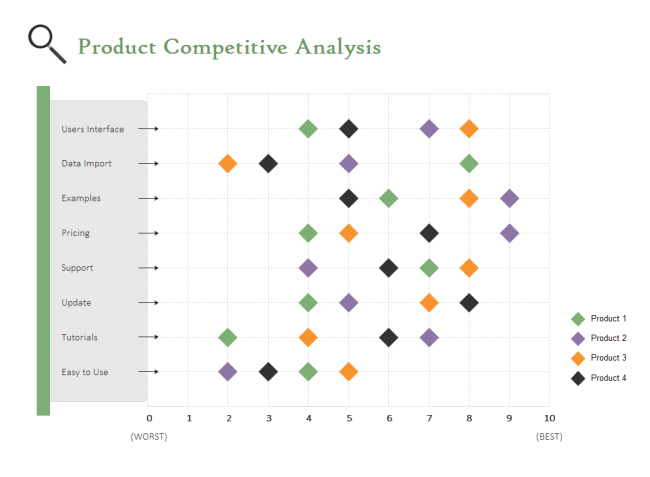 Product Competitive Analysis
Users Interface
Data Import
Examples
Pricing
Support
Update
Tutorials
Easy to Use
Product 1
Product 2
Product 3
Product 4
0 1 2 3 4 5 6 7 8 9 10
(WORST) (BEST)